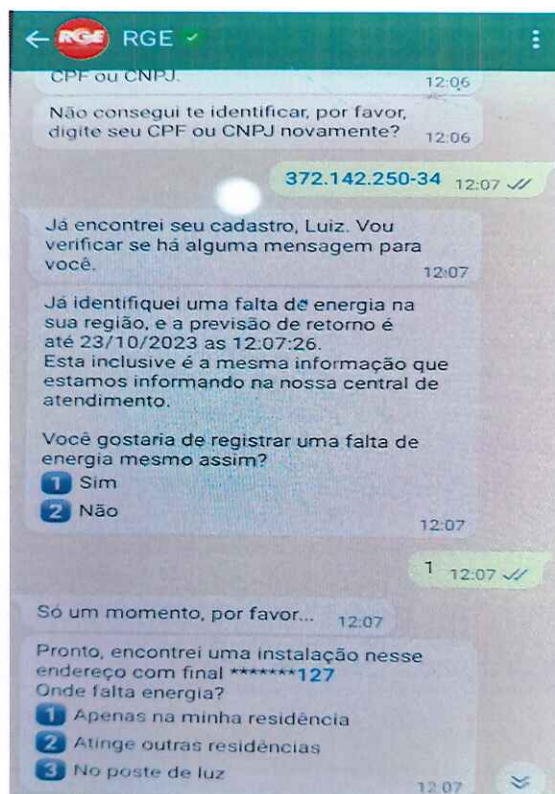 RGE RGE
CPF ou CNPJ.
12:06
Não consegui te identificar, por favor,
digite seu CPF ou CNPJ novamente?
12:06
372.142.250-34 12:07
Já encontrei seu cadastro, Luiz. Vou
verificar se há alguma mensagem para
você.
12:07
Já identifiquei uma falta de energia na
sua região, e a previsão de retorno é
até 23/10/2023 as 12:07:26.
Esta inclusive é a mesma informação que
estamos informando na nossa central de
atendimento.
Você gostaria de registrar uma falta de
energia mesmo assim?
1 Sim
2 Não
12:07
1 12:07
Só um momento, por favor... 12:07
Pronto, encontrei uma instalação nesse
endereço com final *******127
Onde falta energia?
1 Apenas na minha residência
2 Atinge outras residências
3 No poste de luz
12:07